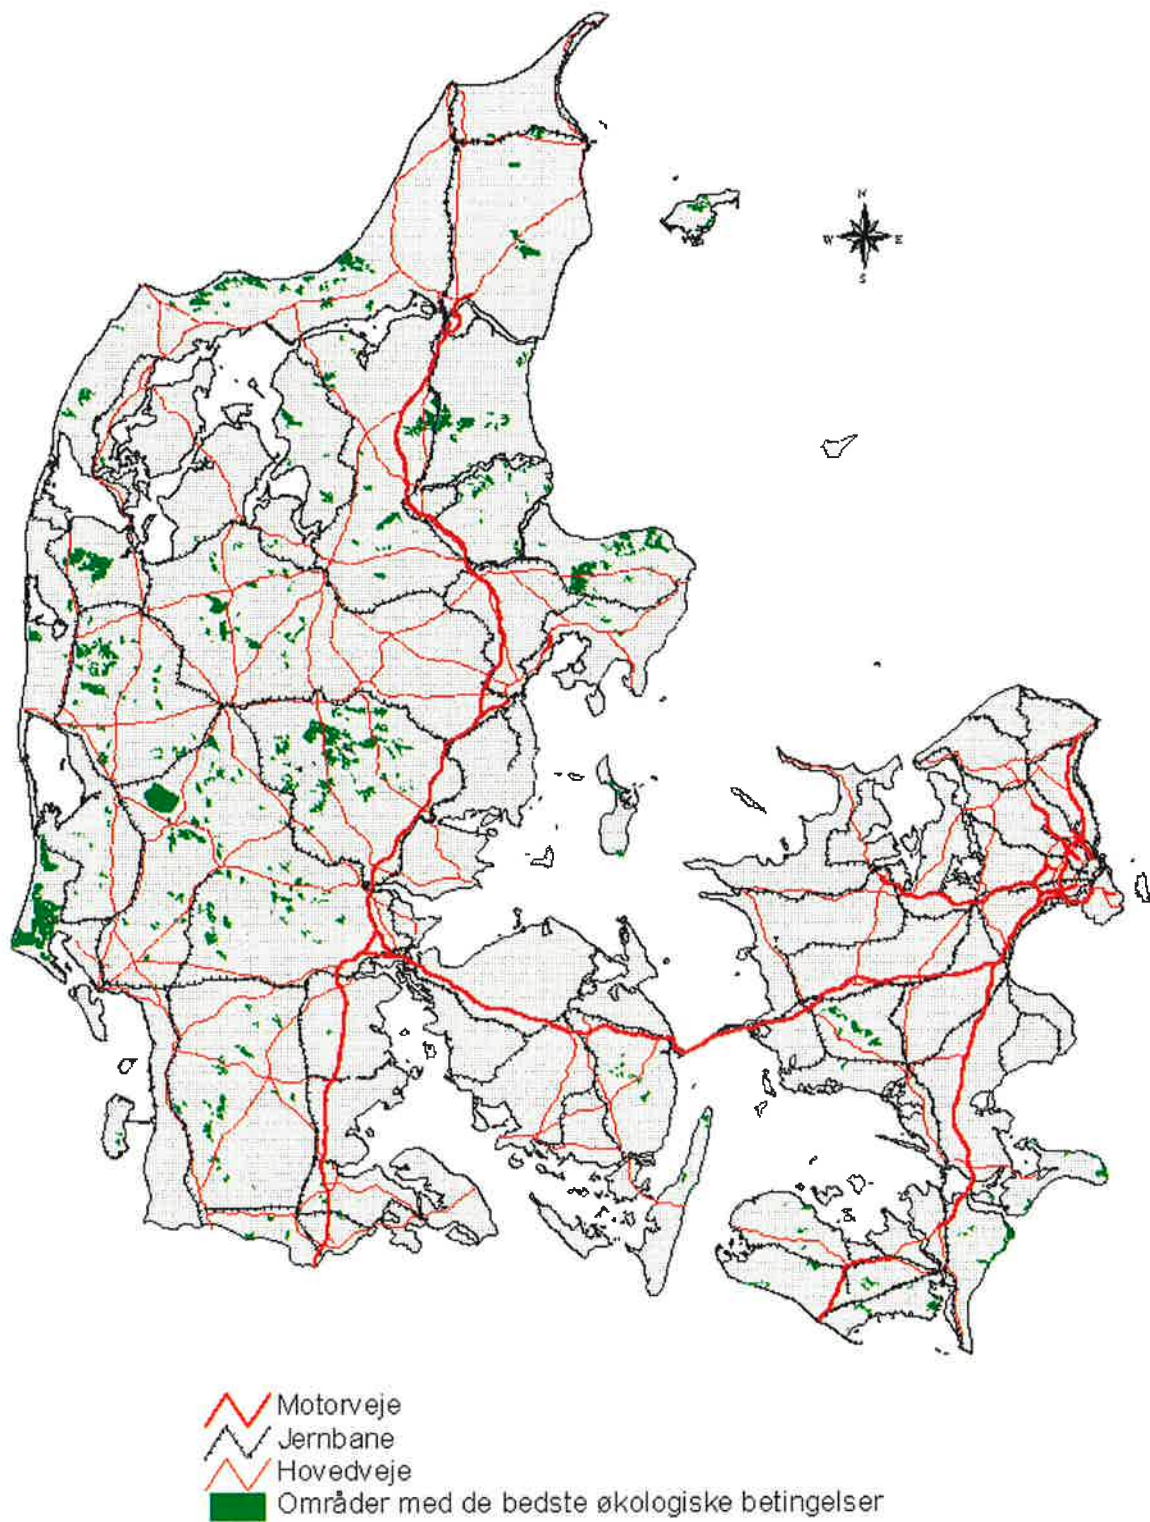 N
W E
S
Motorveje
Jernbane
Hovedveje
Områder med de bedste økologiske betingelser